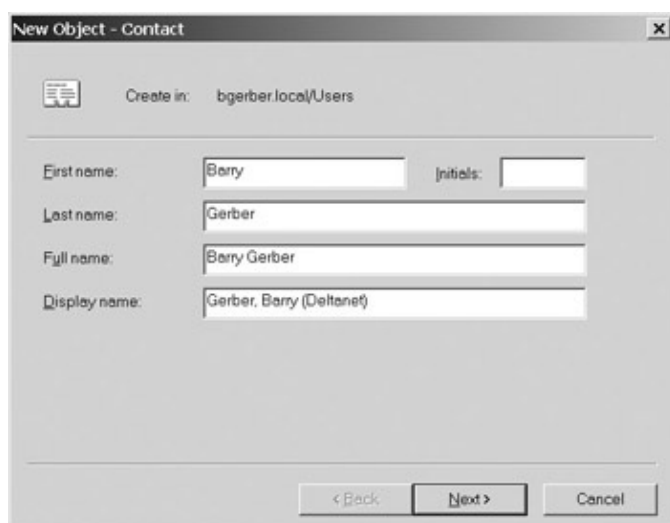 New Object - Contact
Create in: bgerber.local/Users
First name: Barry Initials:
Last name: Gerber
Full name: Barry Gerber
Display name: Gerber, Barry (Deltanet)
< Back Next > Cancel